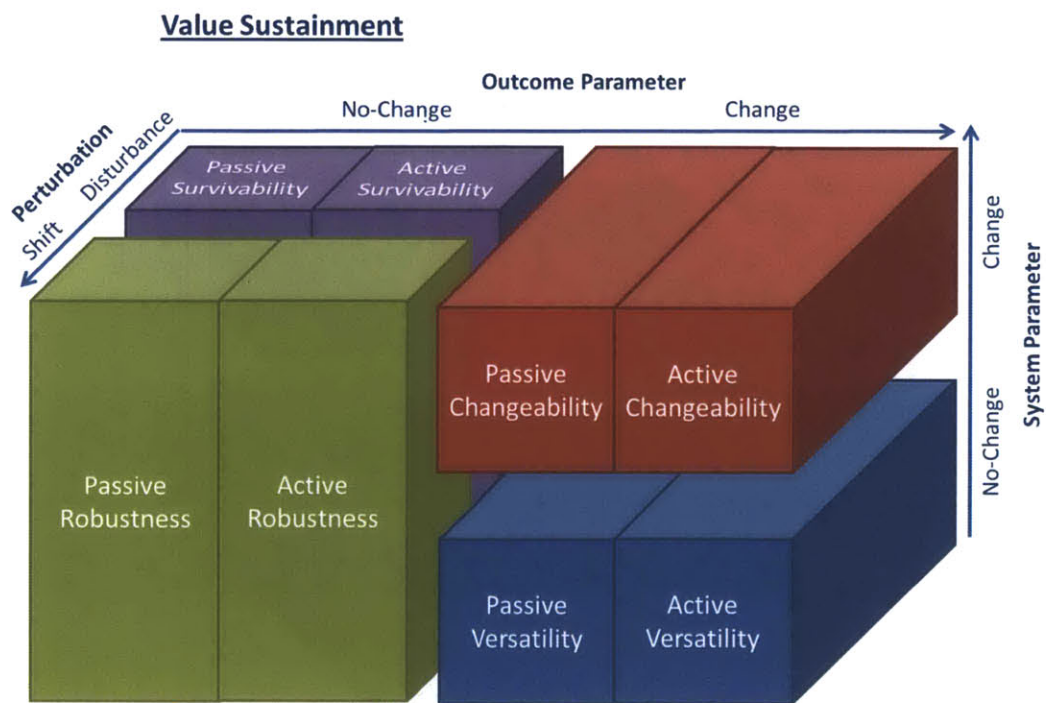 Value Sustainment
Outcome Parameter
No-Change
Change
Perturbation
Disturbance
Shift
Passive
Survivability
Active
Survivability
Change
No-Change
System Parameter
Passive
Changeability
Active
Changeability
Passive
Robustness
Active
Robustness
Passive
Versatility
Active
Versatility